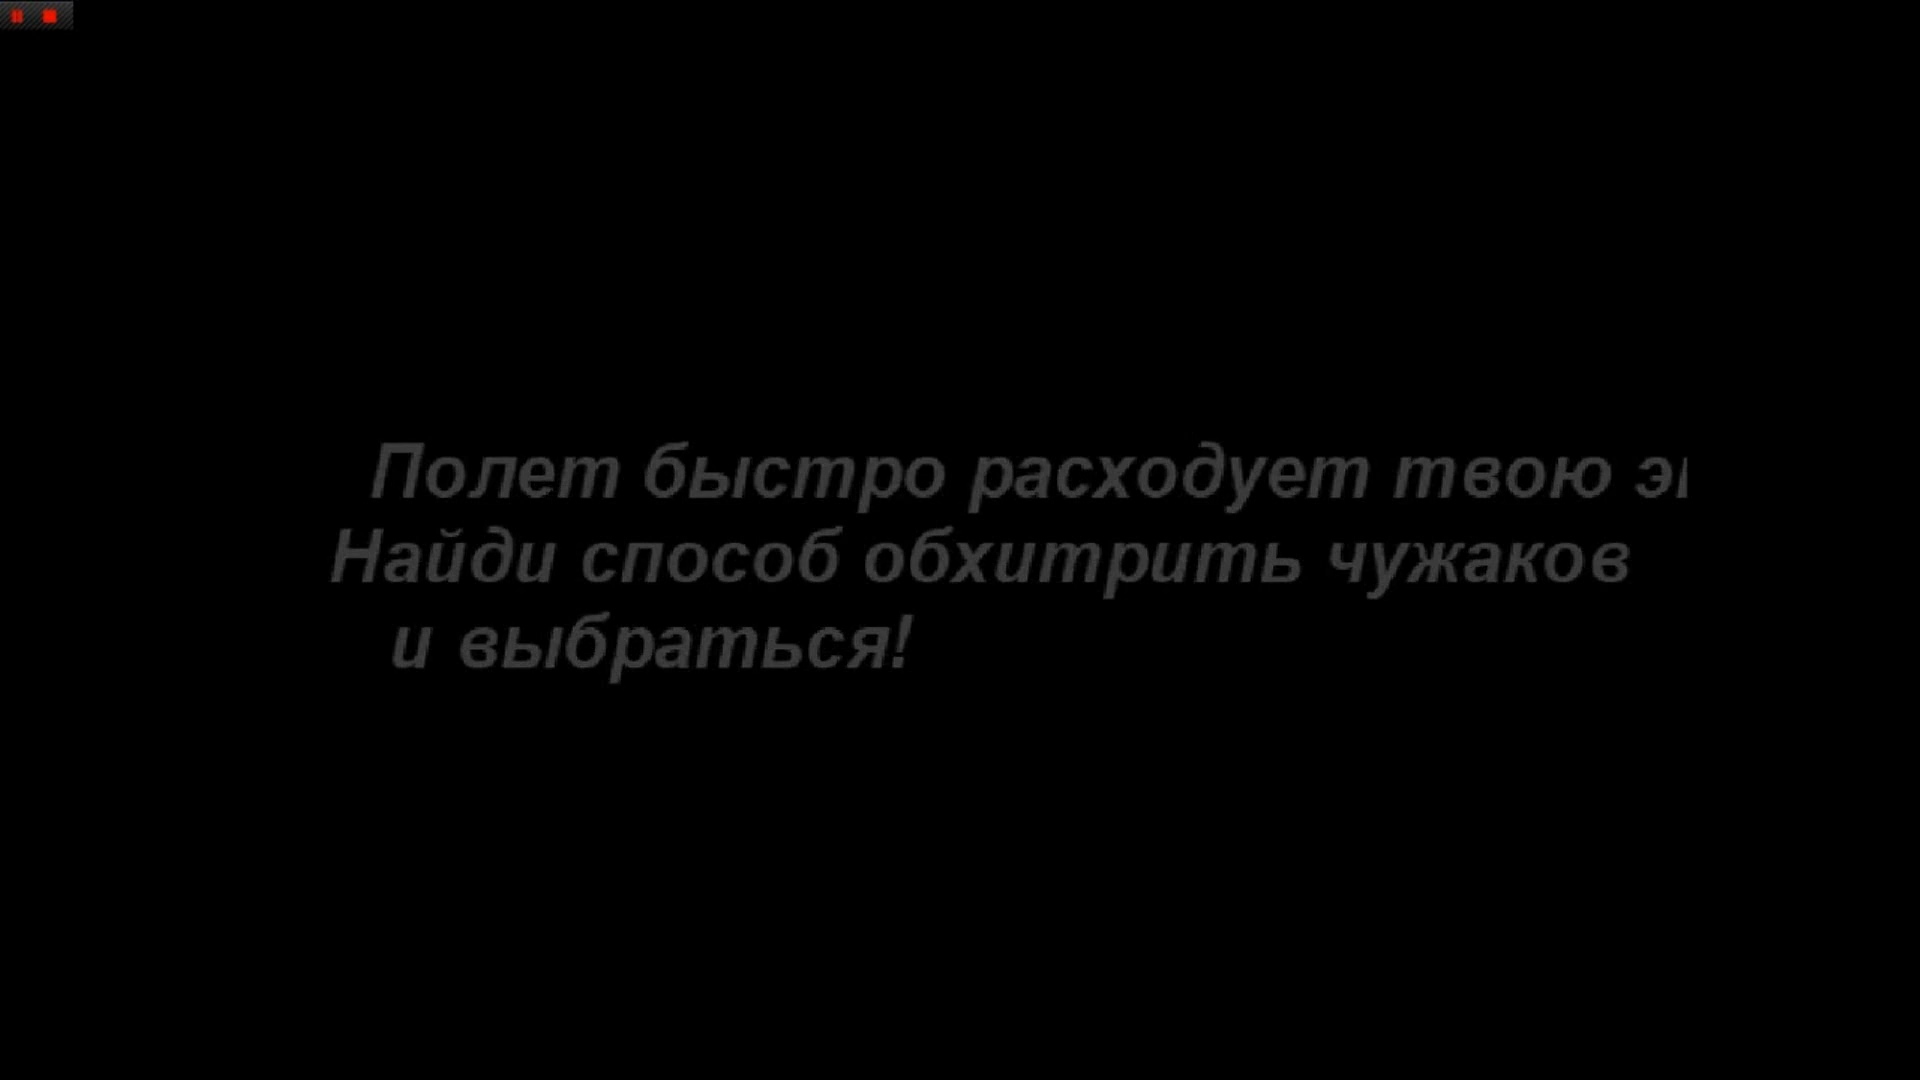 Полет быстро расходует твою
Найди способ обхитрить чужаков
и выбраться!